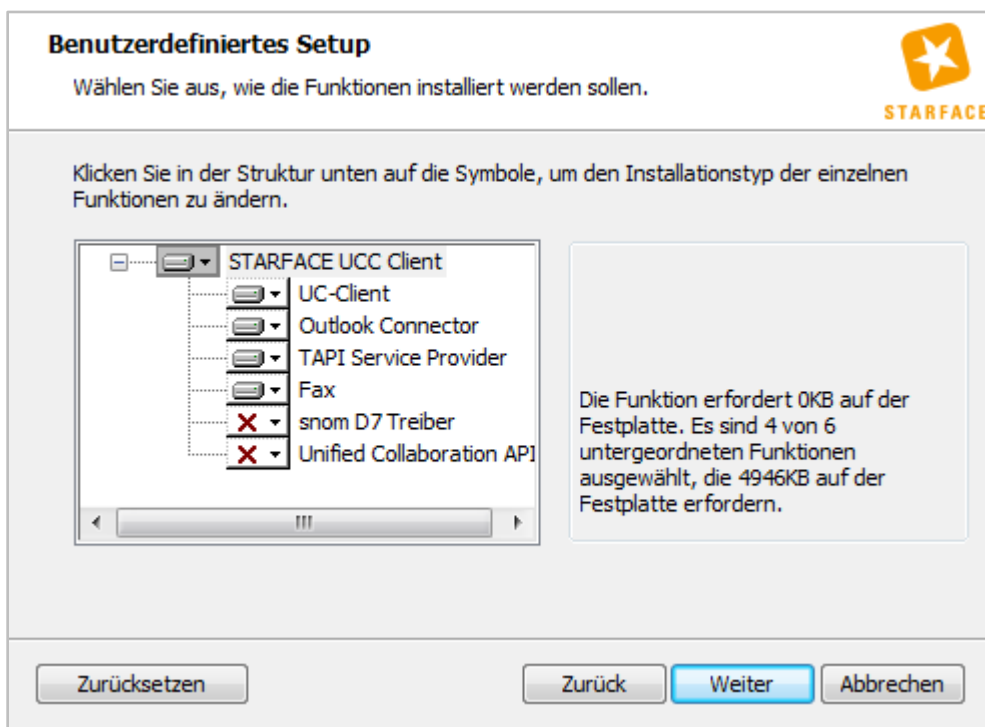 Benutzerdefiniertes Setup
Wählen Sie aus, wie die Funktionen installiert werden sollen.
STARFACE
Klicken Sie in der Struktur unten auf die Symbole, um den Installationstyp der einzelnen
Funktionen zu ändern.
STARFACE UCC Client
UC-Client
Outlook Connector
TAPI Service Provider
Fax
snom D7 Treiber
Unified Collaboration API
Die Funktion erfordert 0KB auf der
Festplatte. Es sind 4 von 6
untergeordneten Funktionen
ausgewählt, die 4946KB auf der
Festplatte erfordern.
Zurücksetzen
Zurück
Weiter
Abbrechen